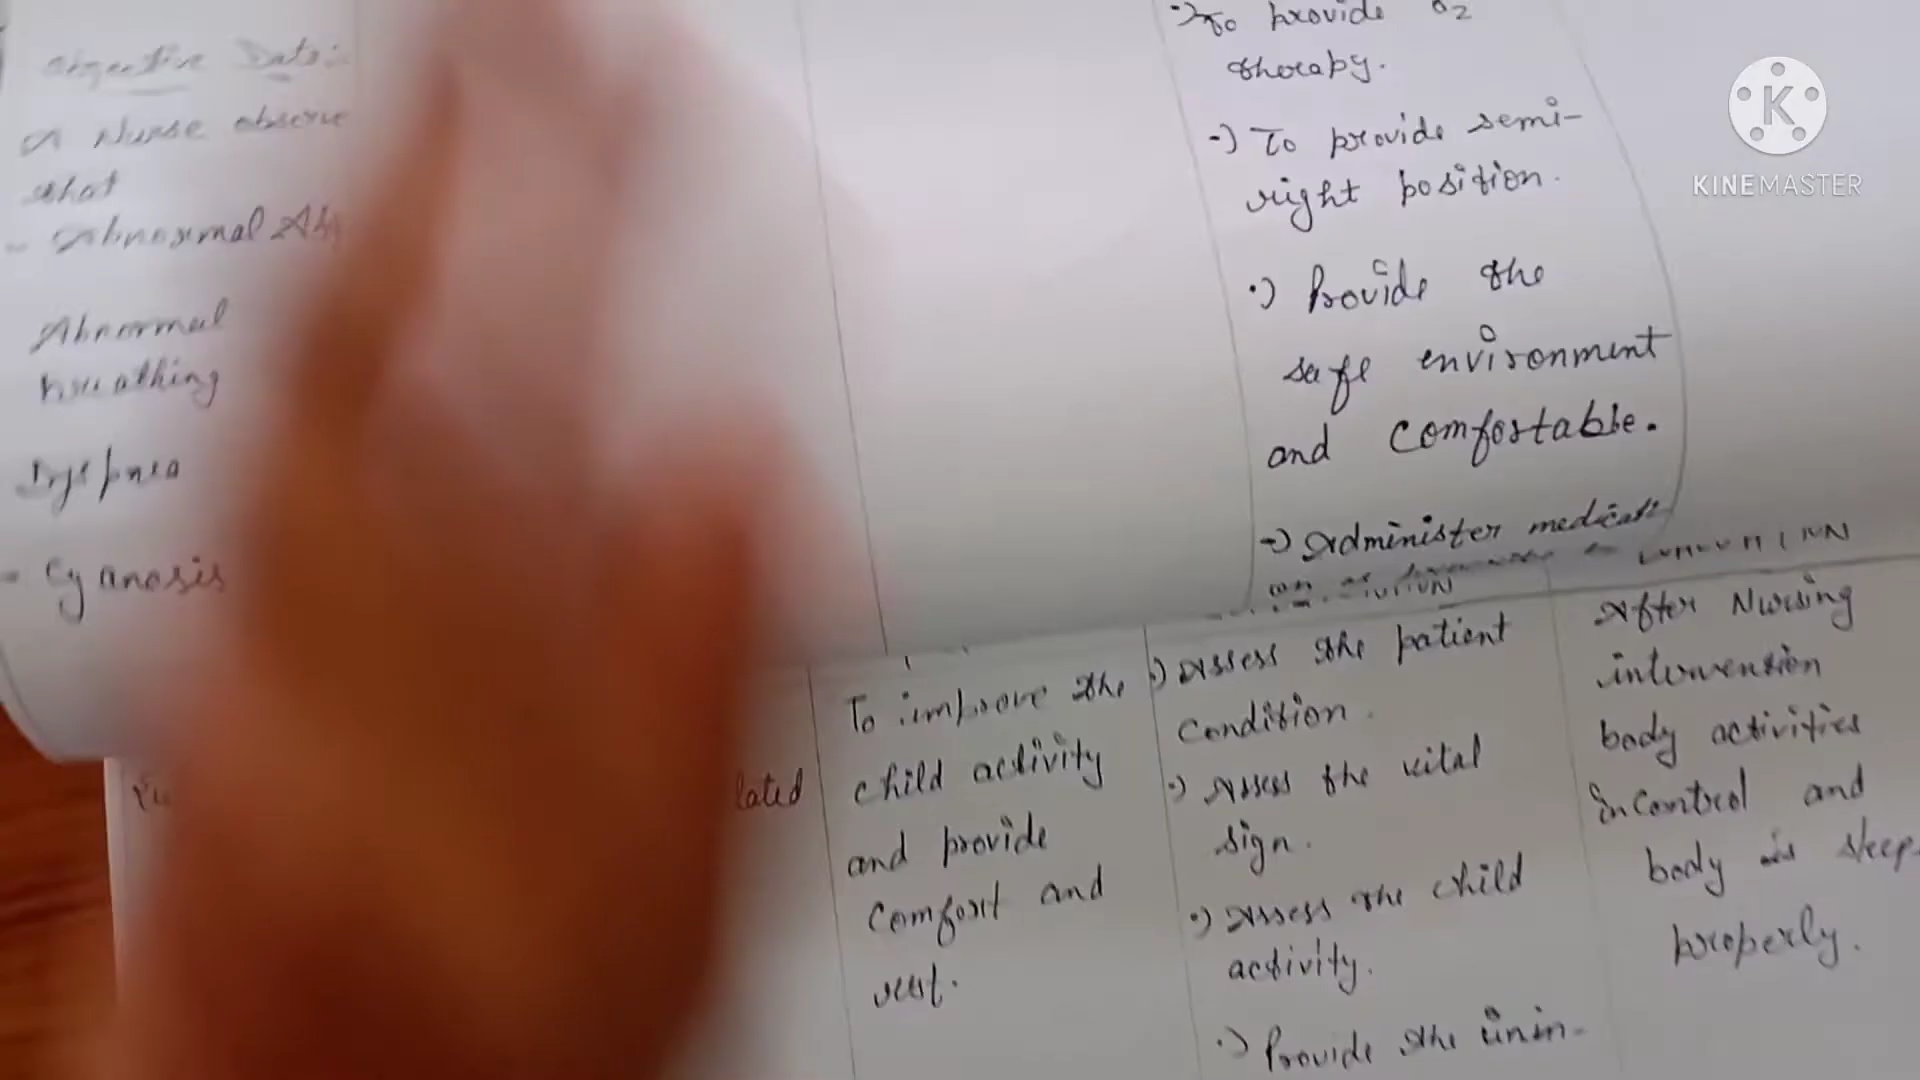 Objective Data:
A Nurse observe
that
- Abnormal
Abnormal
breathing
Dyspnea
- Cyanosis
To provide O2
therapy.
To provide semi-
right position.
Provide the
safe environment
and comfortable.
Administer medicati
lated
To improve the
child activity
and provide
comfort and
rest.
Assess the patient
condition.
Assess the vital
sign.
Assess the child
activity.
Provide the unin-
After Nursing
intervention
body activities
incontrol and
body is sleep
properly.
KINEMASTER